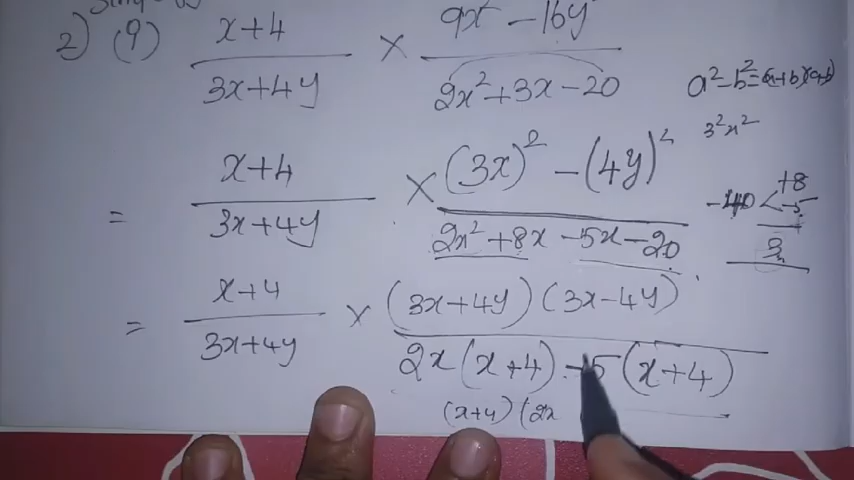 2) (9) x+4 / 3x+4y × 9x² - 16y² / 2x²+3x-20
a²-b²=(a+b)(a-b)
3²x²
= x+4 / 3x+4y × (3x)² - (4y)² / 2x²+8x-5x-20
-40 < +8 -5
3
= x+4 / 3x+4y × (3x+4y)(3x-4y) / 2x(x+4)-5(x+4)
(x+4)(2x